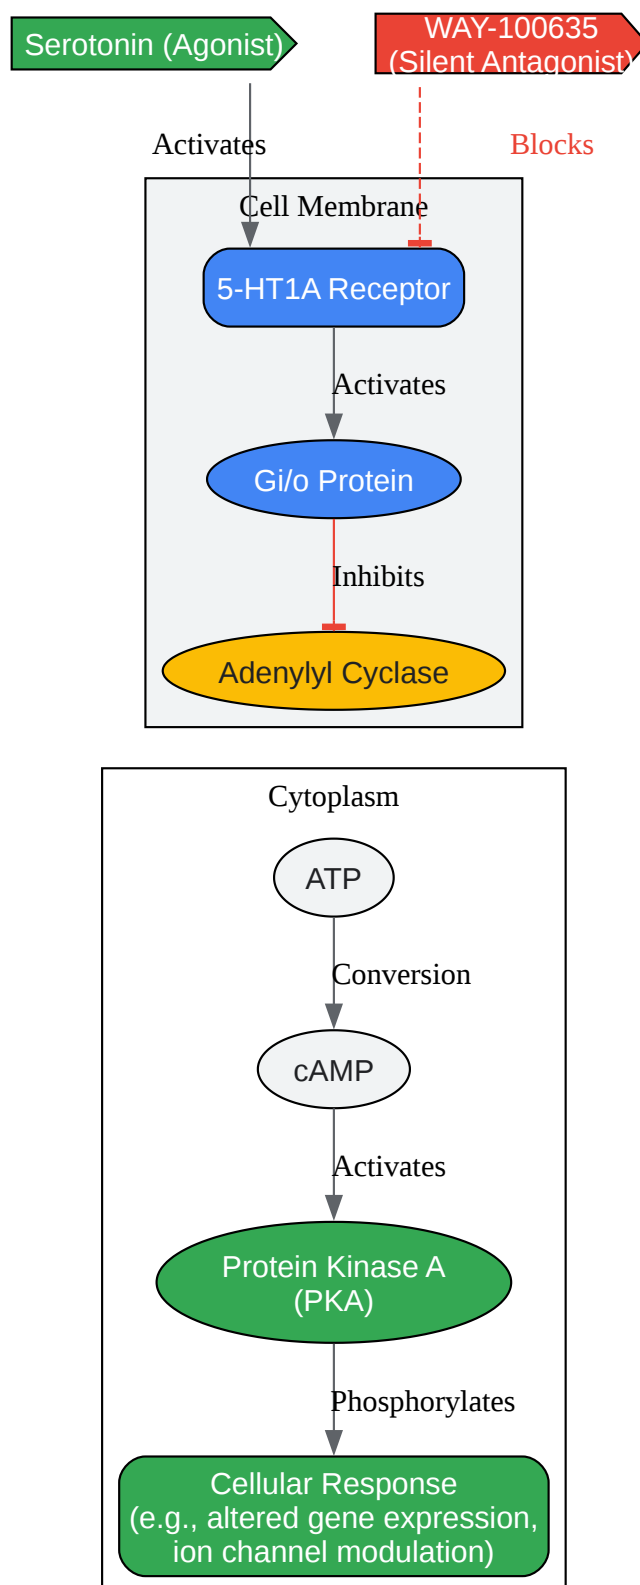 Serotonin (Agonist)
WAY-100635
(Silent Antagonist)
Activates
Blocks
Cell Membrane
5-HT1A Receptor
Activates
Gi/o Protein
Inhibits
Adenylyl Cyclase
Cytoplasm
ATP
Conversion
cAMP
Activates
Protein Kinase A
(PKA)
Phosphorylates
Cellular Response
(e.g., altered gene expression,
ion channel modulation)